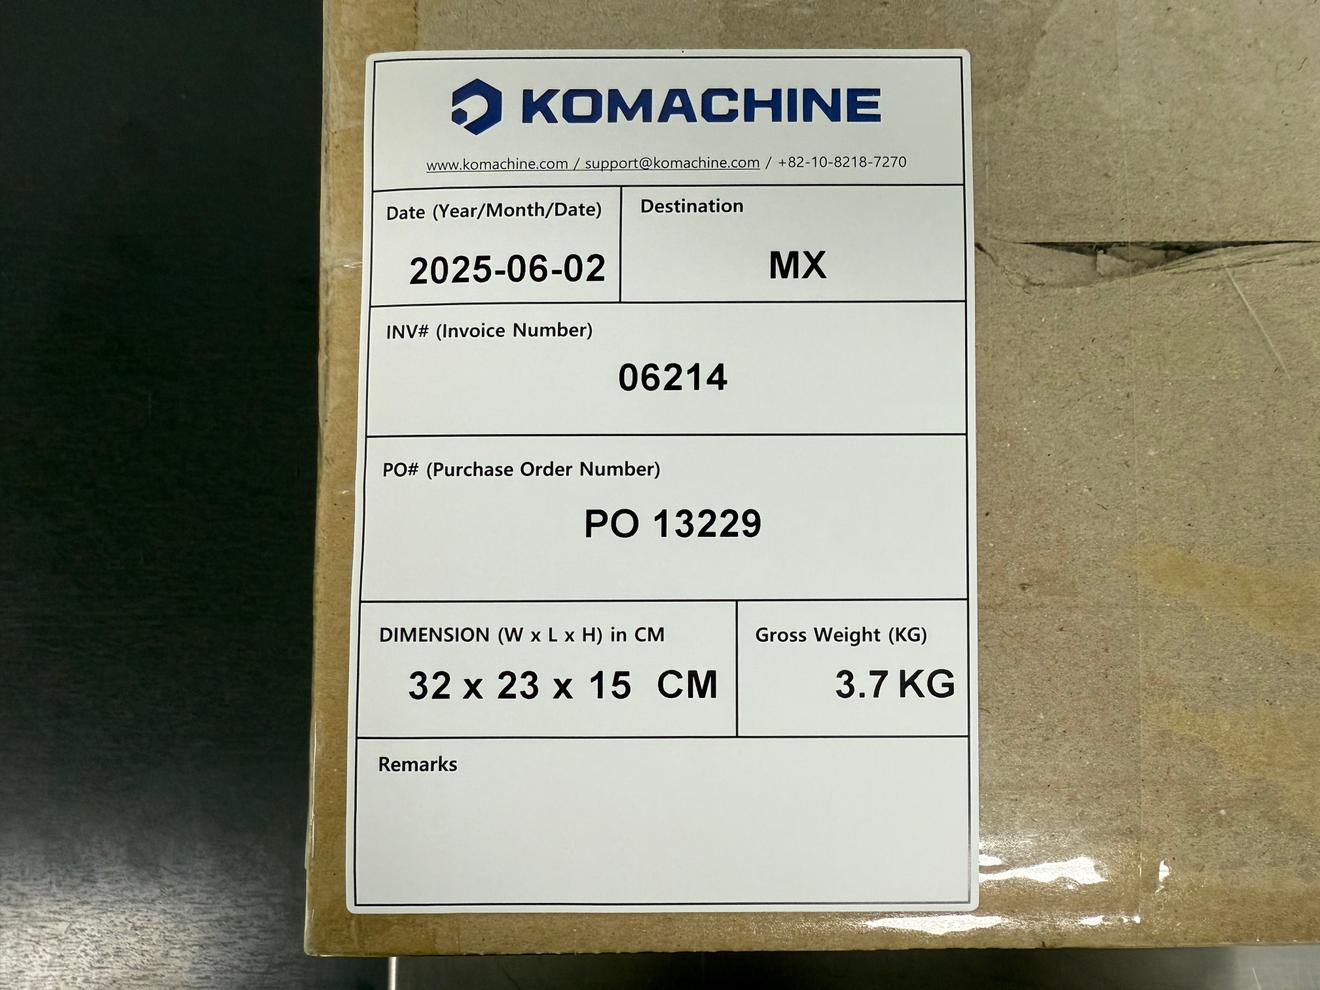 KOMACHINE
www.komachine.com / support@komachine.com / +82-10-8218-7270
Date (Year/Month/Date)
2025-06-02
Destination
MX
INV# (Invoice Number)
06214
PO# (Purchase Order Number)
PO 13229
DIMENSION (W x L x H) in CM
32 x 23 x 15 CM
Gross Weight (KG)
3.7 KG
Remarks